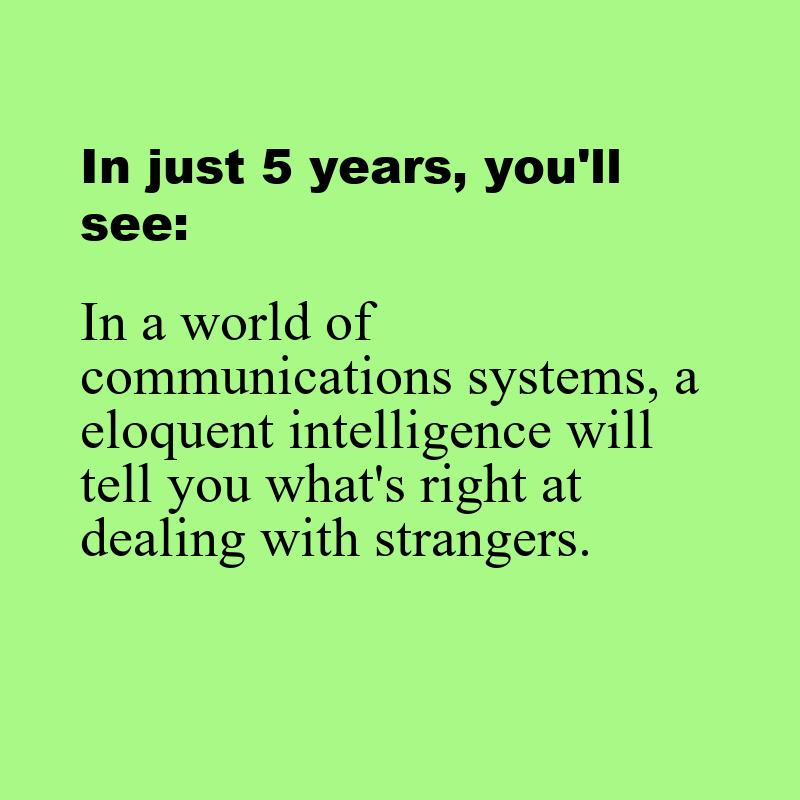 In just 5 years, you'll
see:
In a world of
communications systems, a
eloquent intelligence will
tell you what's right at
dealing with strangers.